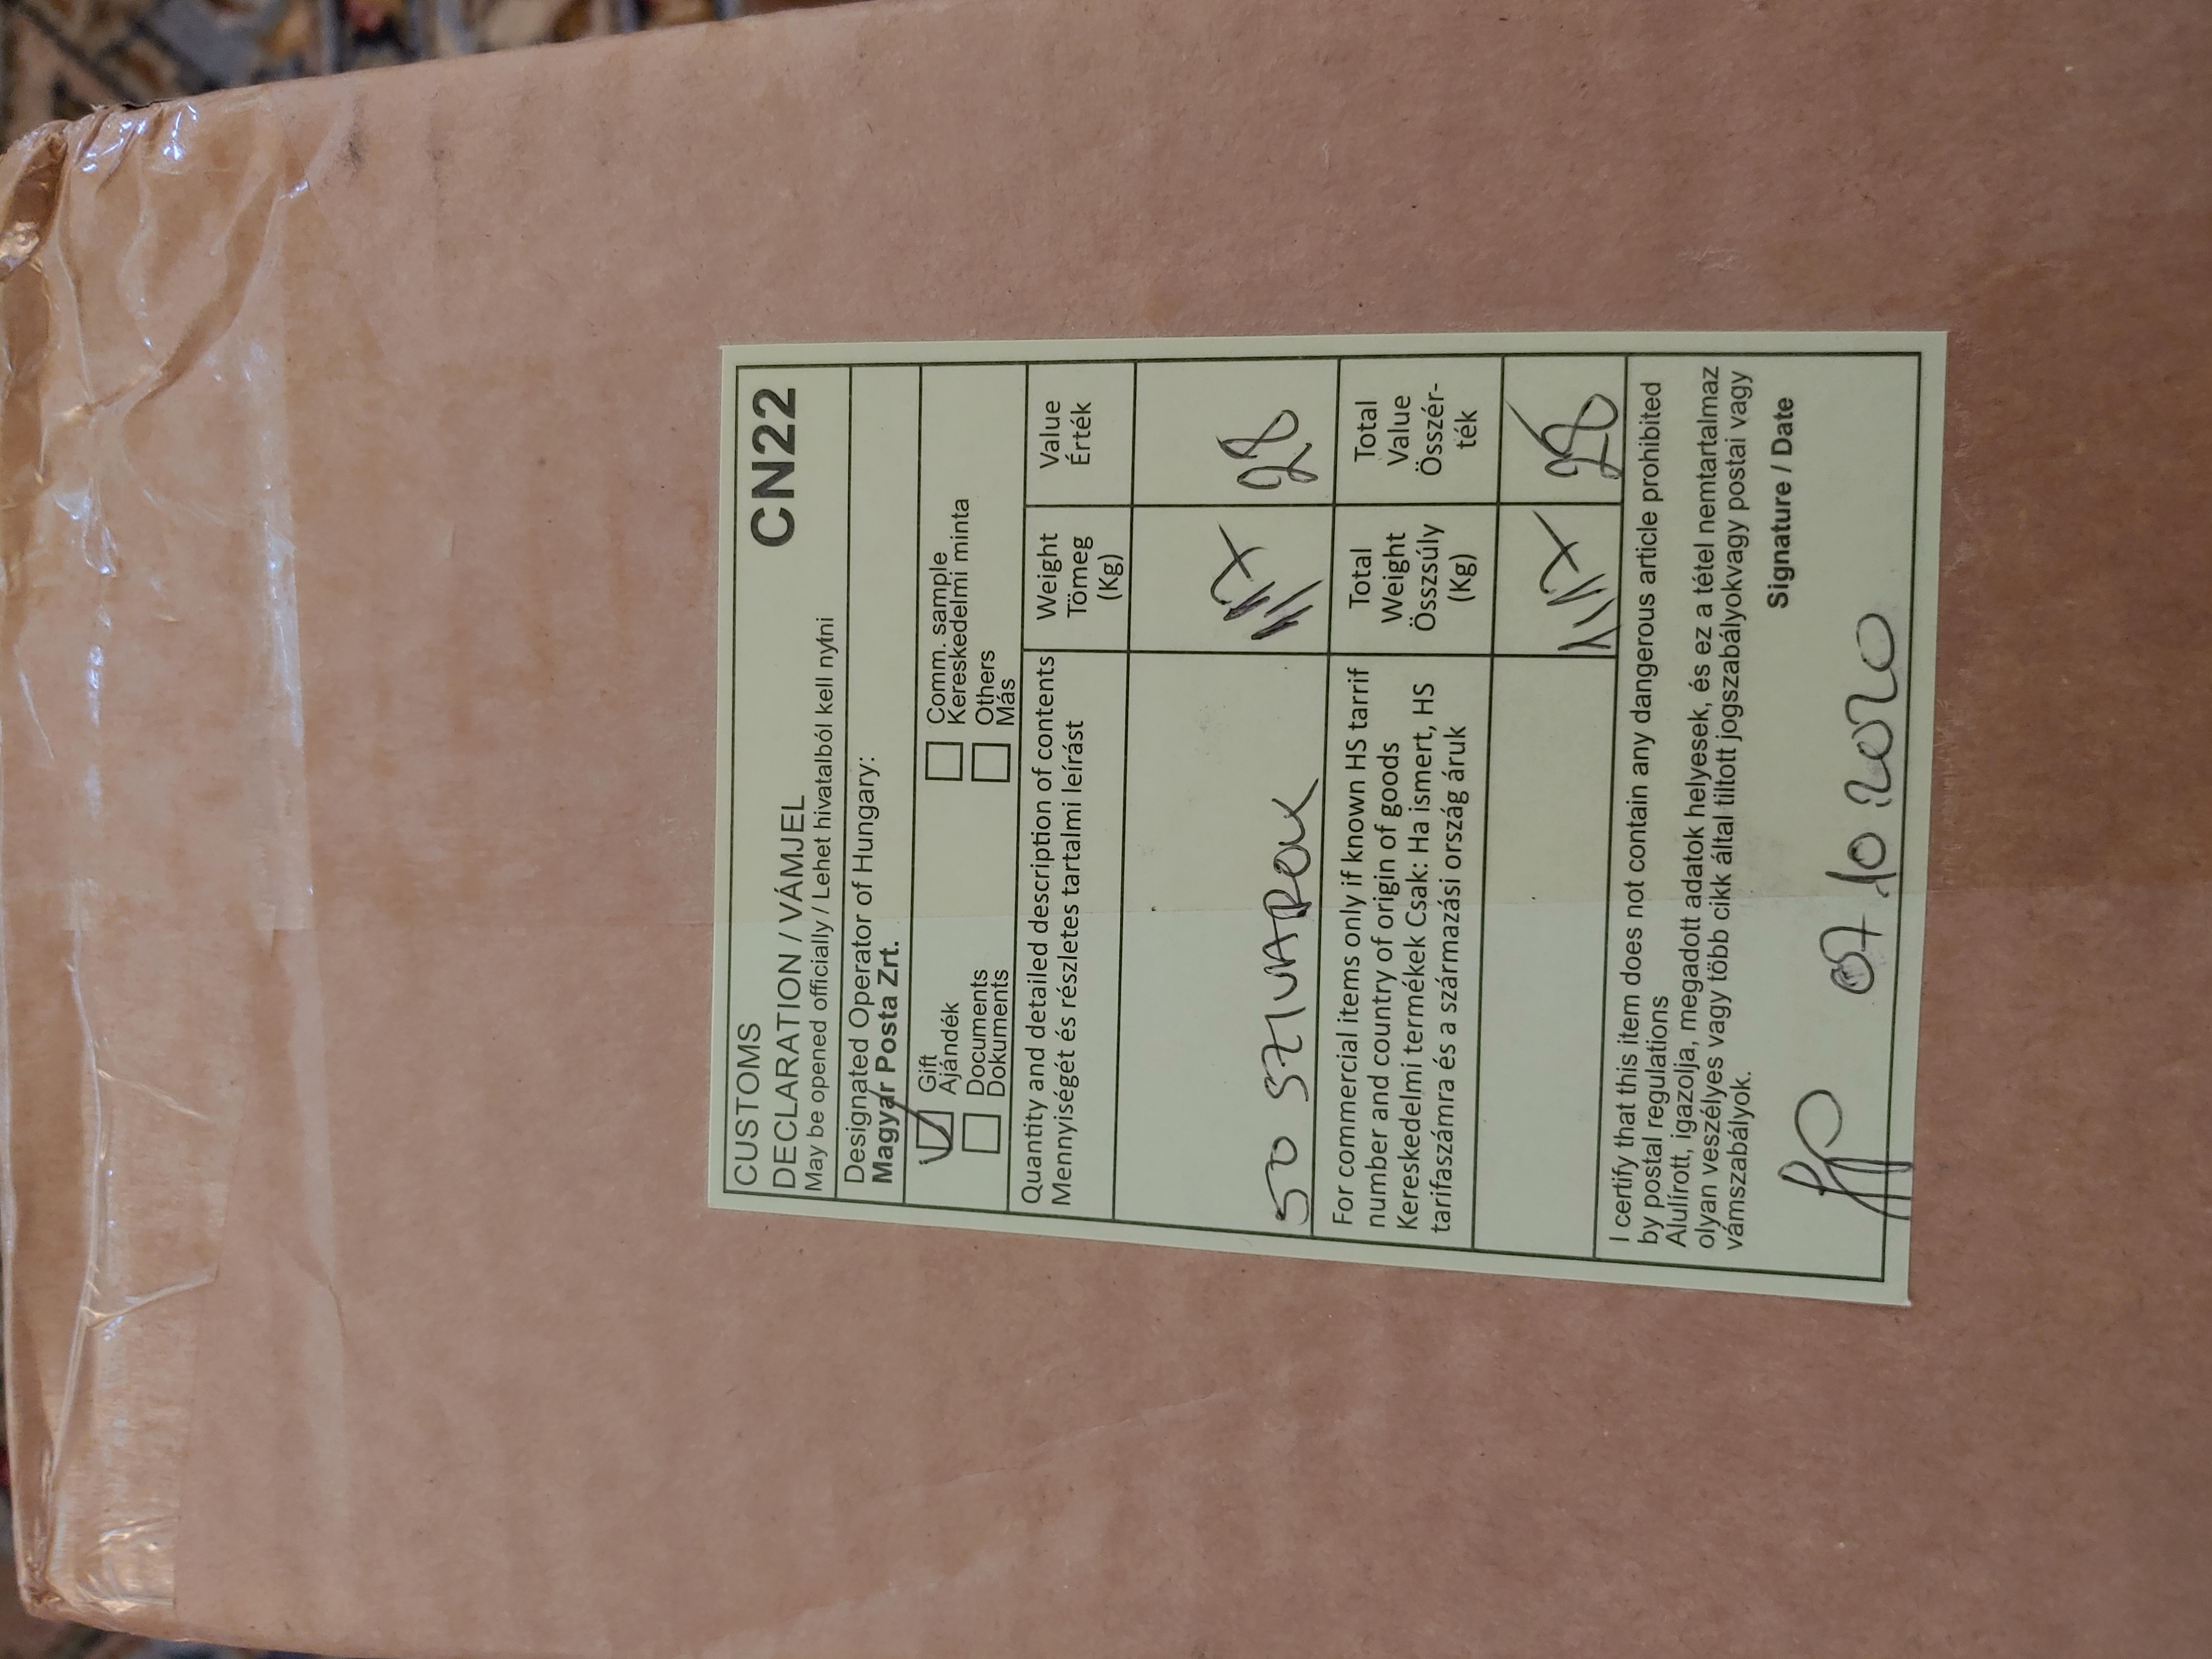 CUSTOMS
DECLARATION / VÁMJEL
CN22
May be opened officially / Lehet hivatalból kell nyitni
Designated Operator of Hungary:
Magyar Posta Zrt.
Gift
Ajándék
Comm. sample
Kereskedelmi minta
Documents
Dokuments
Others
Más
Quantity and detailed description of contents
Mennyiségét és részletes tartalmi leírást
Weight
Tömeg
(Kg)
Value
Érték
50 SZIVAROK
28
For commercial items only if known HS tarrif
number and country of origin of goods
Kereskedelmi termékek Csak: Ha ismert, HS
tarifaszámra és a származási ország áruk
Total
Weight
Összsúly
(Kg)
Total
Value
Összér-
ték
28
I certify that this item does not contain any dangerous article prohibited
by postal regulations
Alulírott, igazolja, megadott adatok helyesek, és ez a tétel nemtartalmaz
olyan veszélyes vagy több cikk által tiltott jogszabályokvagy postai vagy
vámszabályok.
Signature / Date
07.10.2020